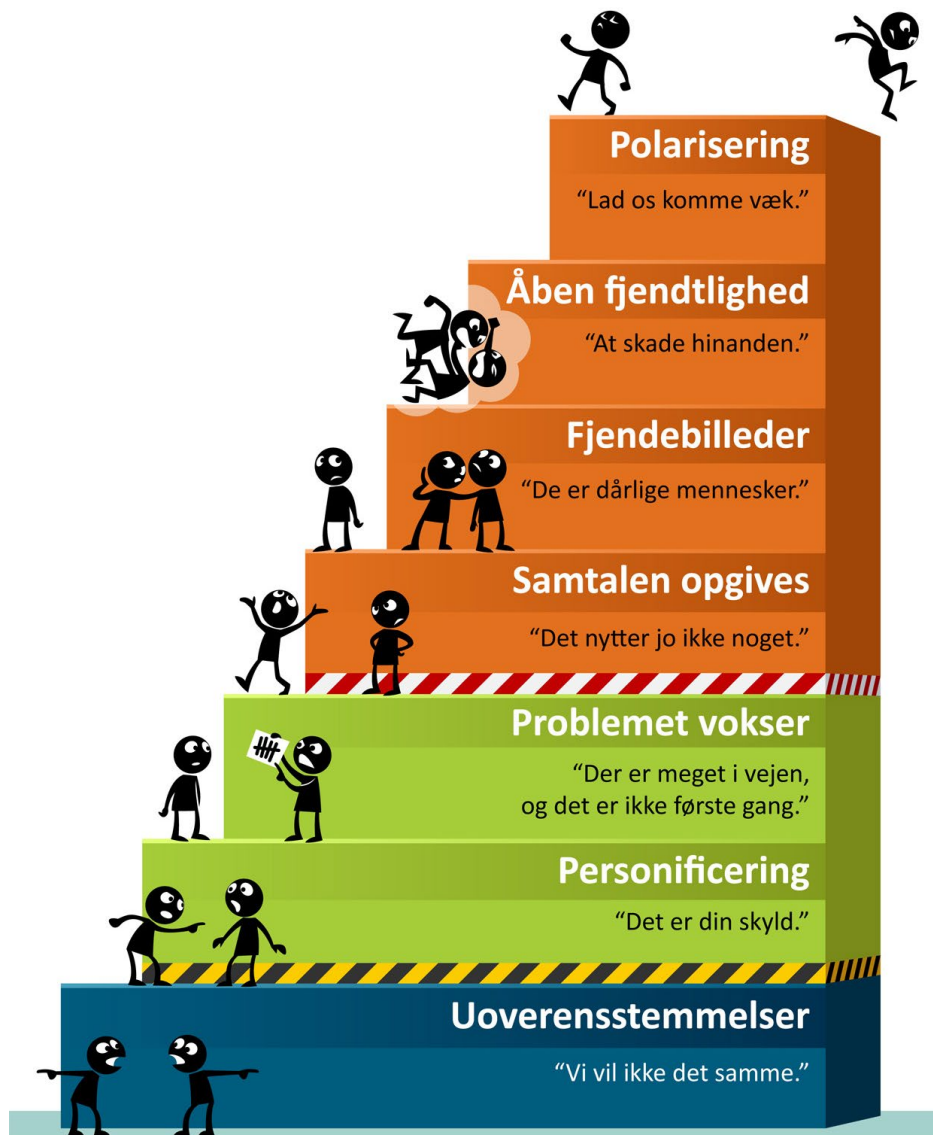 Polarisering
“Lad os komme væk.”
Åben fjendtlighed
“At skade hinanden.”
Fjendebilleder
“De er dårlige mennesker.”
Samtalen opgives
“Det nytter jo ikke noget.”
Problemet vokser
“Der er meget i vejen,
og det er ikke første gang.”
Personificering
“Det er din skyld.”
Uoverensstemmelser
“Vi vil ikke det samme.”